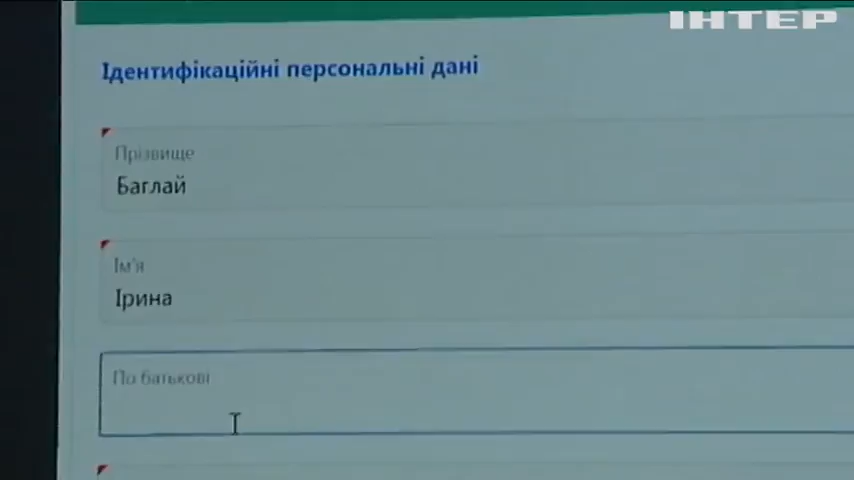 ІНТЕР
Ідентифікаційні персональні дані
Прізвище
Баглай
Ім'я
Ірина
По батькові